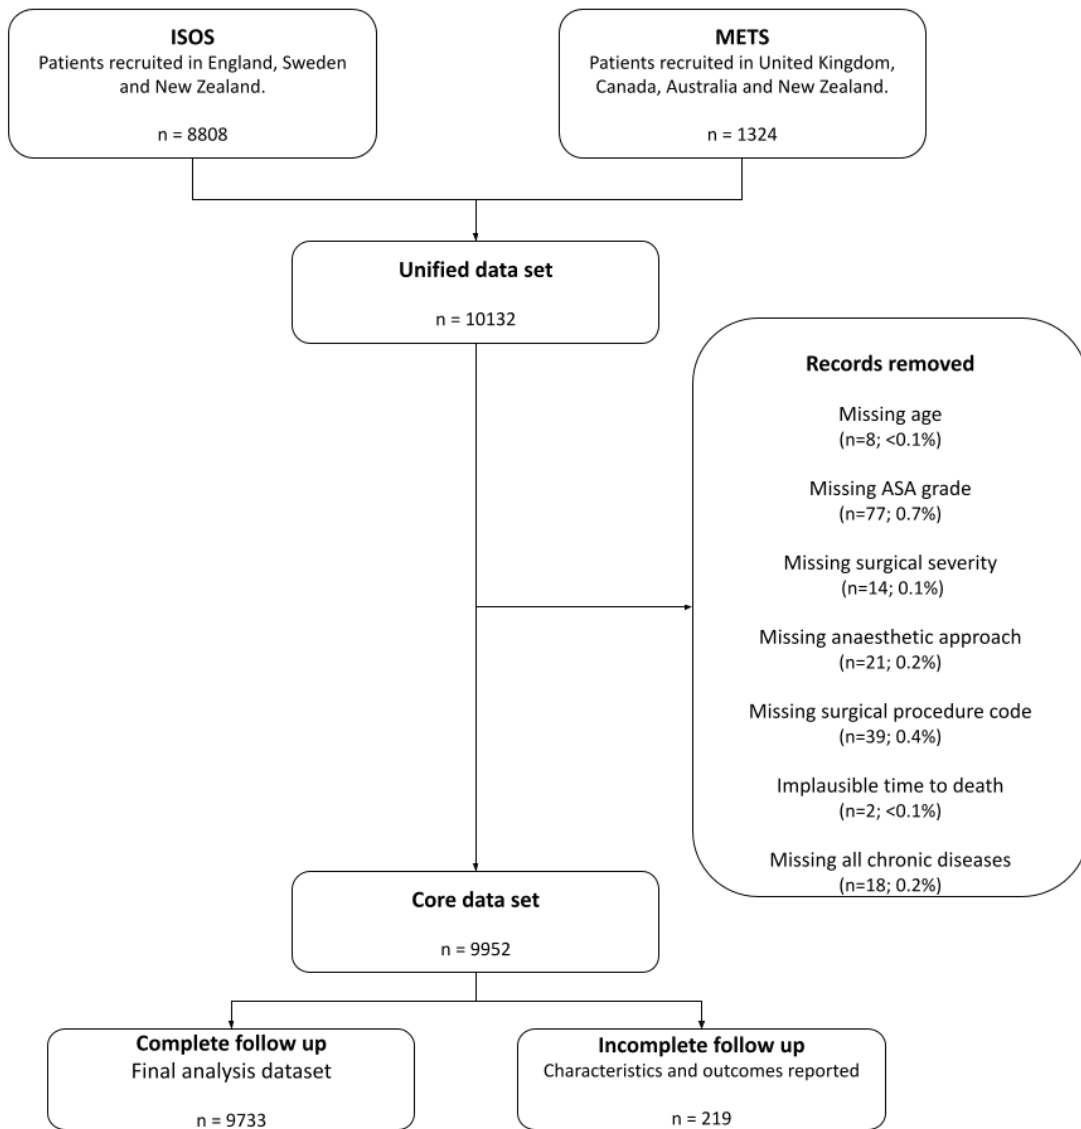 ISOS
Patients recruited in England, Sweden
and New Zealand.
n = 8808
METS
Patients recruited in United Kingdom,
Canada, Australia and New Zealand.
n = 1324
Unified data set
n = 10132
Records removed
Missing age
(n=8; <0.1%)
Missing ASA grade
(n=77; 0.7%)
Missing surgical severity
(n=14; 0.1%)
Missing anaesthetic approach
(n=21; 0.2%)
Missing surgical procedure code
(n=39; 0.4%)
Implausible time to death
(n=2; <0.1%)
Missing all chronic diseases
(n=18; 0.2%)
Core data set
n = 9952
Complete follow up
Final analysis dataset
n = 9733
Incomplete follow up
Characteristics and outcomes reported
n = 219